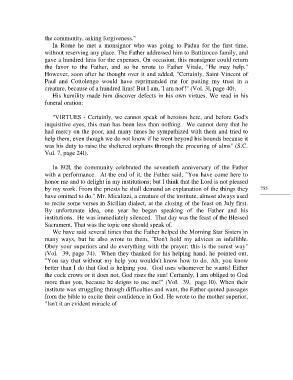 the community, asking forgiveness."
In Rome he met a monsignor who was going to Padua for the first time,
without reserving any place. The Father addressed him to Battizocco family, and
gave a hundred liras for the expenses. On occasion, this monsignor could return
the favor to the Father, and so he wrote to Father Vitale, "He may help."
However, soon after he thought over it and added, "Certainly, Saint Vincent of
Paul and Cottolengo would have reprimanded me for putting my trust in a
creature, because of a hundred liras! But I am, 'I am not'!" (Vol. 31, page 40).
His humility made him discover defects in his own virtues. We read in his
funeral oration:
"VIRTUES - Certainly, we cannot speak of heroism here, and before God's
inquisitive eyes, this man has been less than nothing. We cannot deny that he
had mercy on the poor, and many times he sympathized with them and tried to
help them, even though we do not know if he went beyond his bounds because it
was his duty to raise the sheltered orphans through the procuring of alms" (S.C.
Vol. 7, page 241).
In 1921, the community celebrated the seventieth anniversary of the Father
with a performance. At the end of it, the Father said, "You have come here to
honor me and to delight in my institutions; but I think that the Lord is not pleased
by my work. From the priests he shall demand an explanation of the things they
have omitted to do." Mr. Micalizzi, a creature of the institute, almost always used
to recite some verses in Sicilian dialect, at the closing of the feast on July first.
By unfortunate idea, one year he began speaking of the Father and his
institutions. He was immediately silenced. That day was the feast of the Blessed
Sacrament. That was the topic one should speak of.
We have said several times that the Father helped the Morning Star Sisters in
many ways, but he also wrote to them, "Don't hold my advices as infallible.
Obey your superiors and do everything with the prayer; this is the surest way"
(Vol. 39, page 74). When they thanked for his helping hand, he pointed out,
"You say that without my help you wouldn't know how to do. Ah, you know
better than I do that God is helping you. God uses whomever he wants! Either
the cock crows or it does not, God rises the sun! Certainly, I am obliged to God
more than you, because he deigns to use me!" (Vol. 39, page 10). When their
institute was struggling through difficulties and want, the Father quoted passages
from the bible to excite their confidence in God. He wrote to the mother superior,
"Isn't it an evident miracle of
755